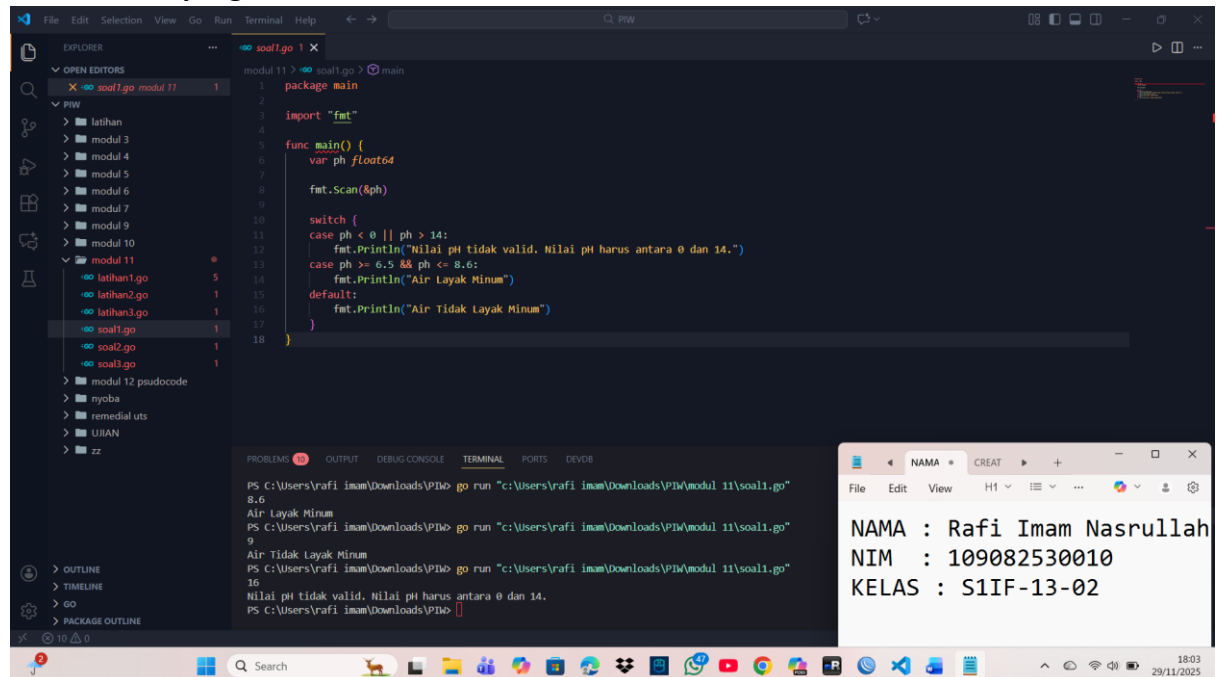 File Edit Selection View Go Run Terminal Help
PIW
EXPLORER
OPEN EDITORS
soal1.go modul 11 1
PIW
latihan
modul 3
modul 4
modul 5
modul 6
modul 7
modul 9
modul 10
modul 11
latihan1.go 5
latihan2.go 1
latihan3.go 1
soal1.go 1
soal2.go 1
soal3.go 1
modul 12 psudocode
nyoba
remedial uts
UJIAN
zz
OUTLINE
TIMELINE
GO
PACKAGE OUTLINE
soal1.go 1
modul 11 > soal1.go > main
1 package main
2
3 import "fmt"
4
5 func main() {
6 var ph float64
7
8 fmt.Scan(&ph)
9
10 switch {
11 case ph < 0 || ph > 14:
12 fmt.Println("Nilai pH tidak valid. Nilai pH harus antara 0 dan 14.")
13 case ph >= 6.5 && ph <= 8.6:
14 fmt.Println("Air Layak Minum")
15 default:
16 fmt.Println("Air Tidak Layak Minum")
17 }
18 }
PROBLEMS 10 OUTPUT DEBUG CONSOLE TERMINAL PORTS DEVDB
PS C:\Users\rafi imam\Downloads\PIW> go run "c:\Users\rafi imam\Downloads\PIW\modul 11\soal1.go"
8.6
Air Layak Minum
PS C:\Users\rafi imam\Downloads\PIW> go run "c:\Users\rafi imam\Downloads\PIW\modul 11\soal1.go"
9
Air Tidak Layak Minum
PS C:\Users\rafi imam\Downloads\PIW> go run "c:\Users\rafi imam\Downloads\PIW\modul 11\soal1.go"
16
Nilai pH tidak valid. Nilai pH harus antara 0 dan 14.
PS C:\Users\rafi imam\Downloads\PIW>
NAMA CREAT
File Edit View H1
NAMA : Rafi Imam Nasrullah
NIM : 109082530010
KELAS : S1IF-13-02
10 0
2
Search
47
18:03
29/11/2025